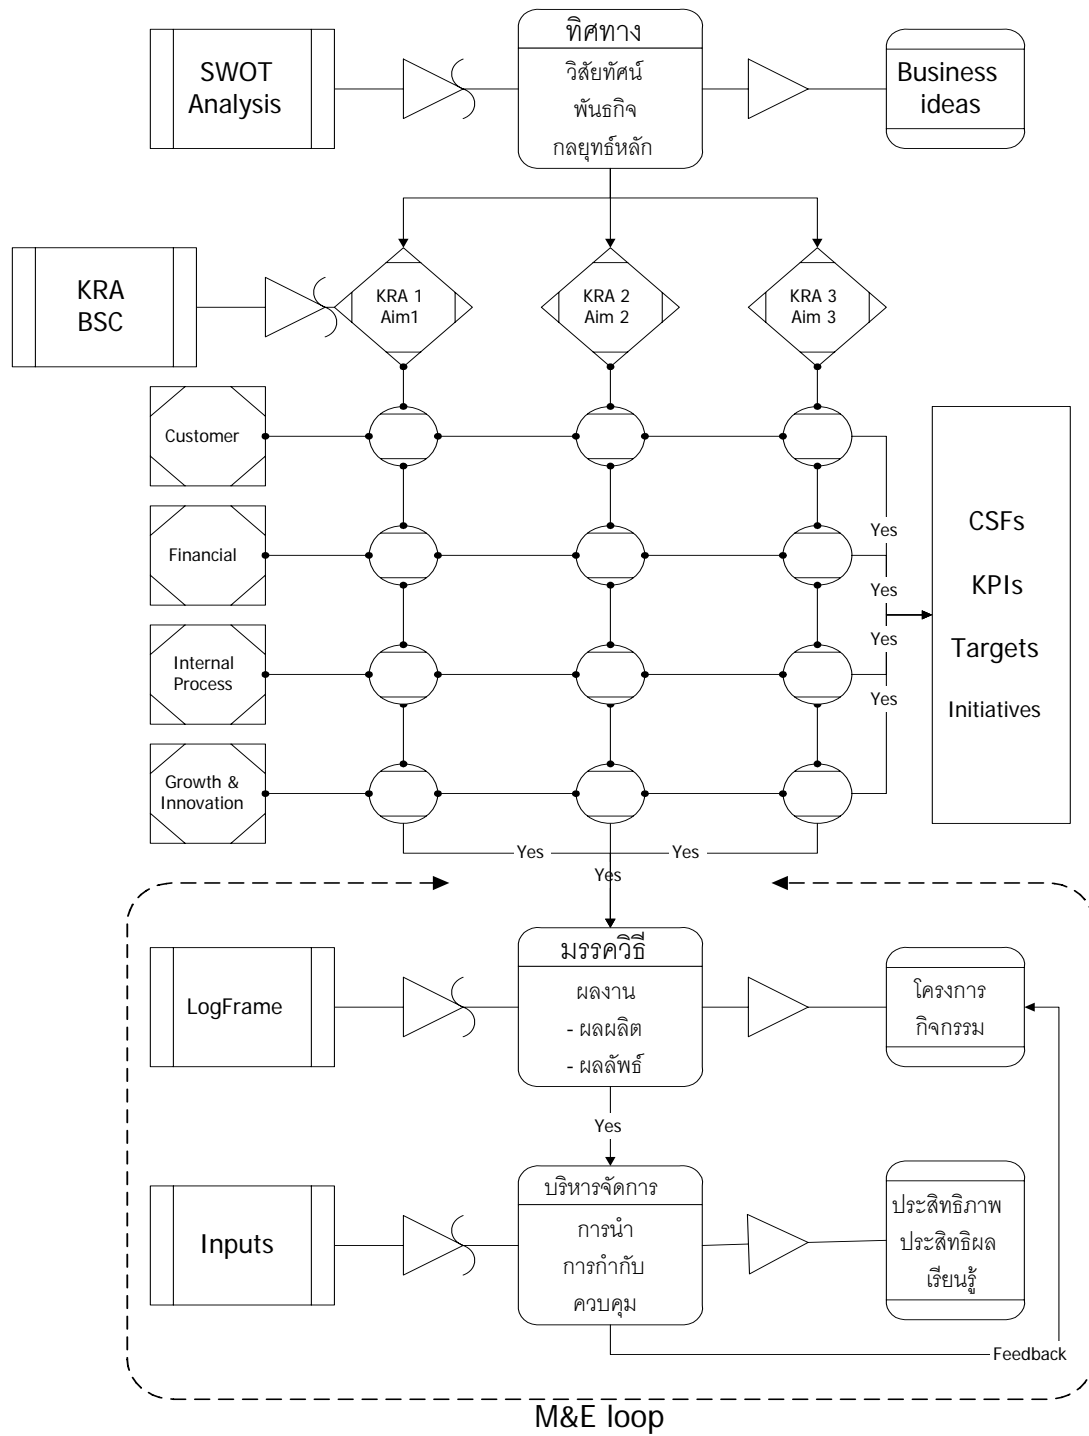 SWOT
Analysis
ทิศทาง
วิสัยทัศน์
พันธกิจ
กลยุทธ์หลัก
Business
ideas
KRA
BSC
KRA 1
Aim1
KRA 2
Aim 2
KRA 3
Aim 3
Customer
Financial
Internal
Process
Growth &
Innovation
Yes
Yes
Yes
Yes
CSFs
KPIs
Targets
Initiatives
Yes
Yes
Yes
LogFrame
มรรควิธี
ผลงาน
- ผลผลิต
- ผลลัพธ์
โครงการ
กิจกรรม
Yes
Inputs
บริหารจัดการ
การนำ
การกำกับ
ควบคุม
ประสิทธิภาพ
ประสิทธิผล
เรียนรู้
Feedback
M&E loop